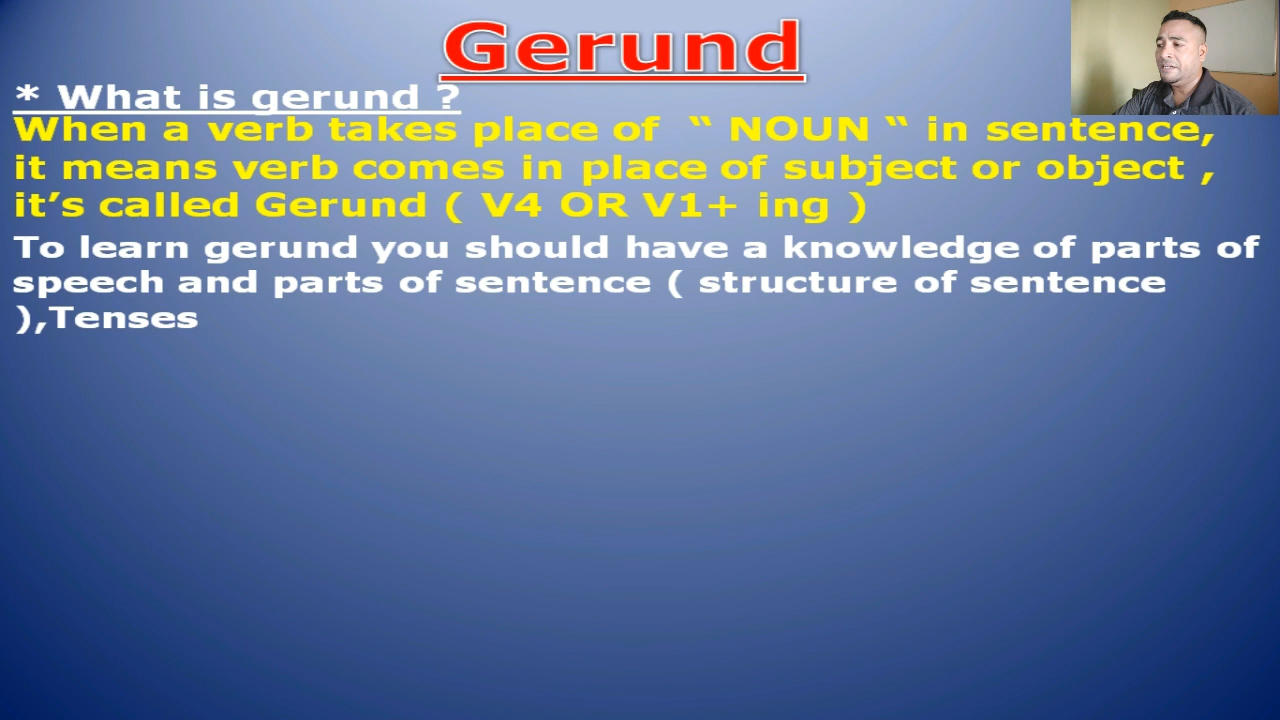 Gerund
* What is gerund ?
When a verb takes place of “ NOUN “ in sentence,
it means verb comes in place of subject or object ,
it’s called Gerund ( V4 OR V1+ ing )
To learn gerund you should have a knowledge of parts of
speech and parts of sentence ( structure of sentence
),Tenses